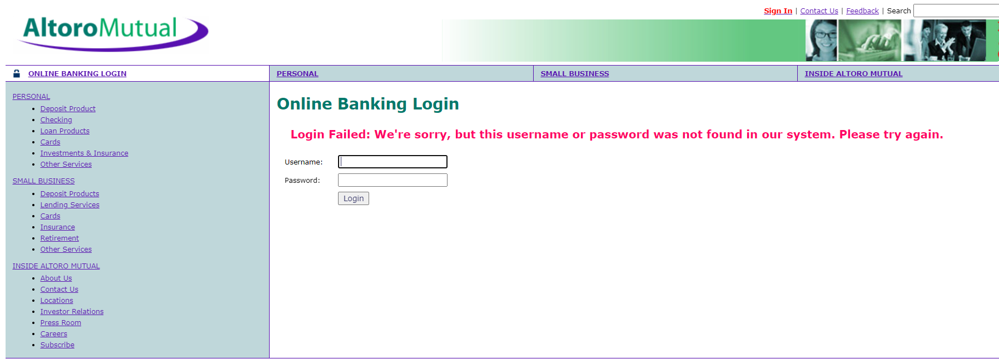 Sign In | Contact Us | Feedback | Search
AltoroMutual
ONLINE BANKING LOGIN
PERSONAL
SMALL BUSINESS
INSIDE ALTORO MUTUAL
PERSONAL
Deposit Product
Checking
Loan Products
Cards
Investments & Insurance
Other Services
SMALL BUSINESS
Deposit Products
Lending Services
Cards
Insurance
Retirement
Other Services
INSIDE ALTORO MUTUAL
About Us
Contact Us
Locations
Investor Relations
Press Room
Careers
Subscribe
Online Banking Login
Login Failed: We're sorry, but this username or password was not found in our system. Please try again.
Username:
Password:
Login